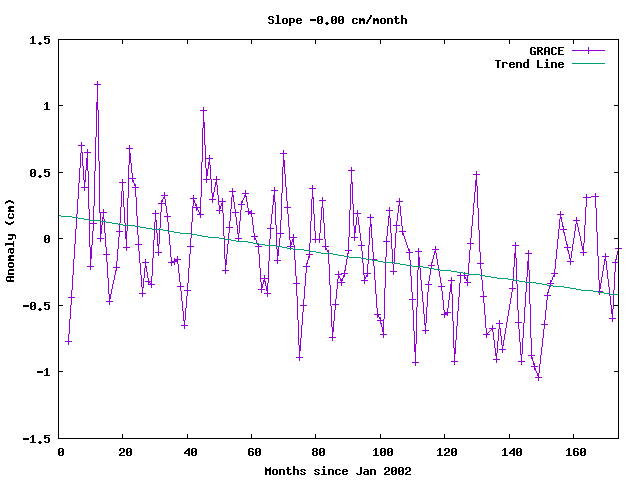 Slope -0.00 cm/month
GRACE
Trend Line
1.5
1
0.5
0
-0.5
-1
-1.5
Anomaly (cm)
0 20 40 60 80 100 120 140 160
Months since Jan 2002